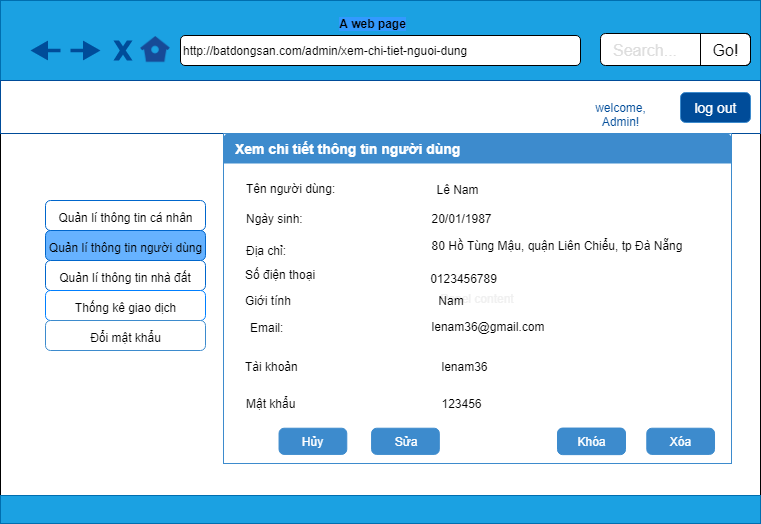 A web page
http://batdongsan.com/admin/xem-chi-tiet-nguoi-dung
Search...
Go!
welcome,
Admin!
log out
Xem chi tiết thông tin người dùng
Quản lí thông tin cá nhân
Quản lí thông tin người dùng
Quản lí thông tin nhà đất
Thống kê giao dịch
Đổi mật khẩu
Tên người dùng: Lê Nam
Ngày sinh: 20/01/1987
Địa chỉ: 80 Hồ Tùng Mậu, quận Liên Chiểu, tp Đà Nẵng
Số điện thoại 0123456789
Giới tính Nam
content
Email: lenam36@gmail.com
Tài khoản lenam36
Mật khẩu 123456
Hủy
Sửa
Khóa
Xóa